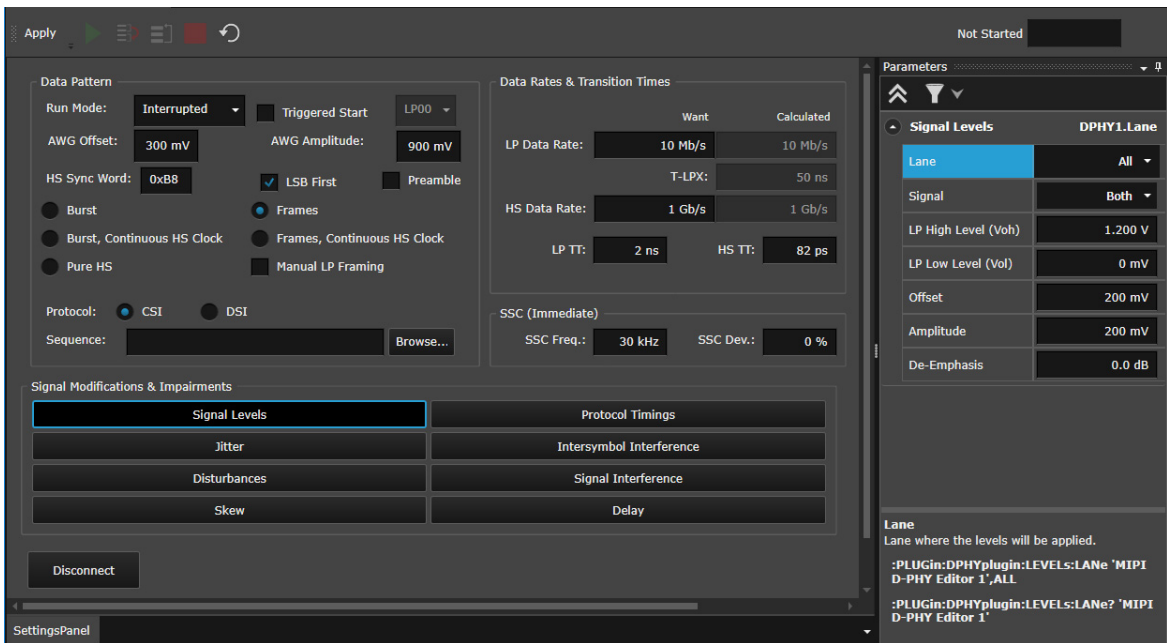 Apply
Not Started
Data Pattern
Run Mode: Interrupted Triggered Start LP00
AWG Offset: 300 mV AWG Amplitude: 900 mV
HS Sync Word: 0xB8 LSB First Preamble
Burst Frames
Burst, Continuous HS Clock Frames, Continuous HS Clock
Pure HS Manual LP Framing
Protocol: CSI DSI
Sequence: Browse...
Data Rates & Transition Times
Want Calculated
LP Data Rate: 10 Mb/s 10 Mb/s
T-LPX: 50 ns
HS Data Rate: 1 Gb/s 1 Gb/s
LP TT: 2 ns HS TT: 82 ps
SSC (Immediate)
SSC Freq.: 30 kHz SSC Dev.: 0 %
Signal Modifications & Impairments
Signal Levels Protocol Timings
Jitter Intersymbol Interference
Disturbances Signal Interference
Skew Delay
Disconnect
SettingsPanel
Parameters
Signal Levels DPHY1.Lane
Lane All
Signal Both
LP High Level (Voh) 1.200 V
LP Low Level (Vol) 0 mV
Offset 200 mV
Amplitude 200 mV
De-Emphasis 0.0 dB
Lane
Lane where the levels will be applied.
:PLUGin:DPHYplugin:LEVELs:LANe 'MIPI
D-PHY Editor 1',ALL
:PLUGin:DPHYplugin:LEVELs:LANe? 'MIPI
D-PHY Editor 1'